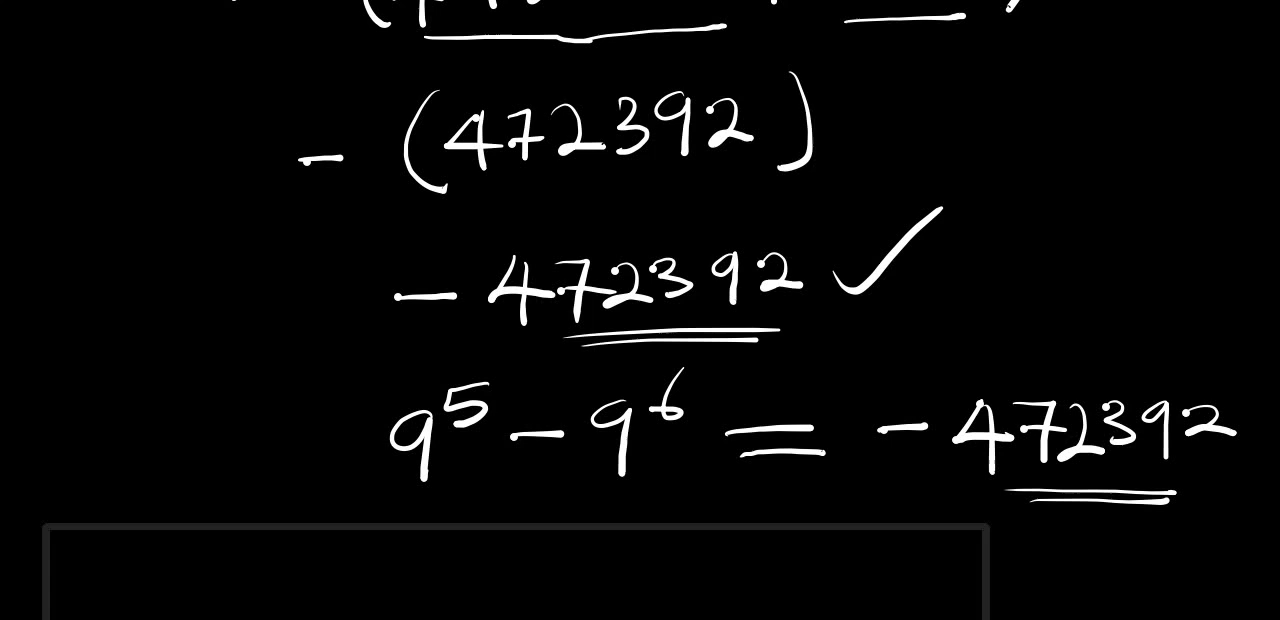 - (472392)
- 472392 ✓
9⁵ - 9⁶ = - 472392